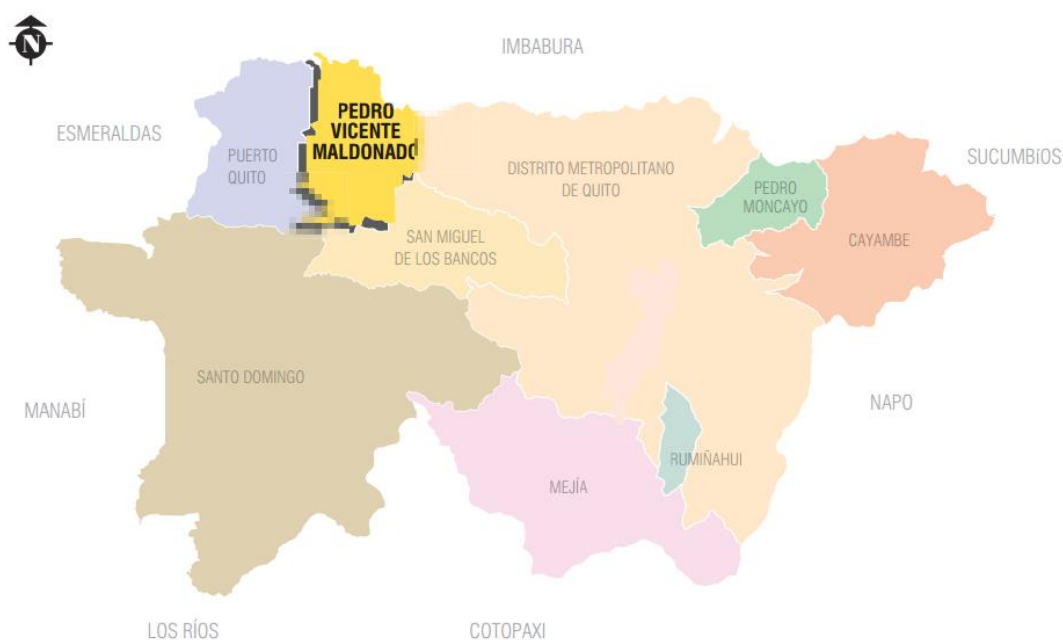 N
IMBABURA
ESMERALDAS
PEDRO
VICENTE
MALDONADO
PUERTO
QUITO
DISTRITO METROPOLITANO
DE QUITO
SUCUMBíOS
PEDRO
MONCAYO
CAYAMBE
SAN MIGUEL
DE LOS BANCOS
SANTO DOMINGO
MANABÍ
NAPO
RUMIÑAHUI
MEJÍA
LOS RÍOS
COTOPAXI